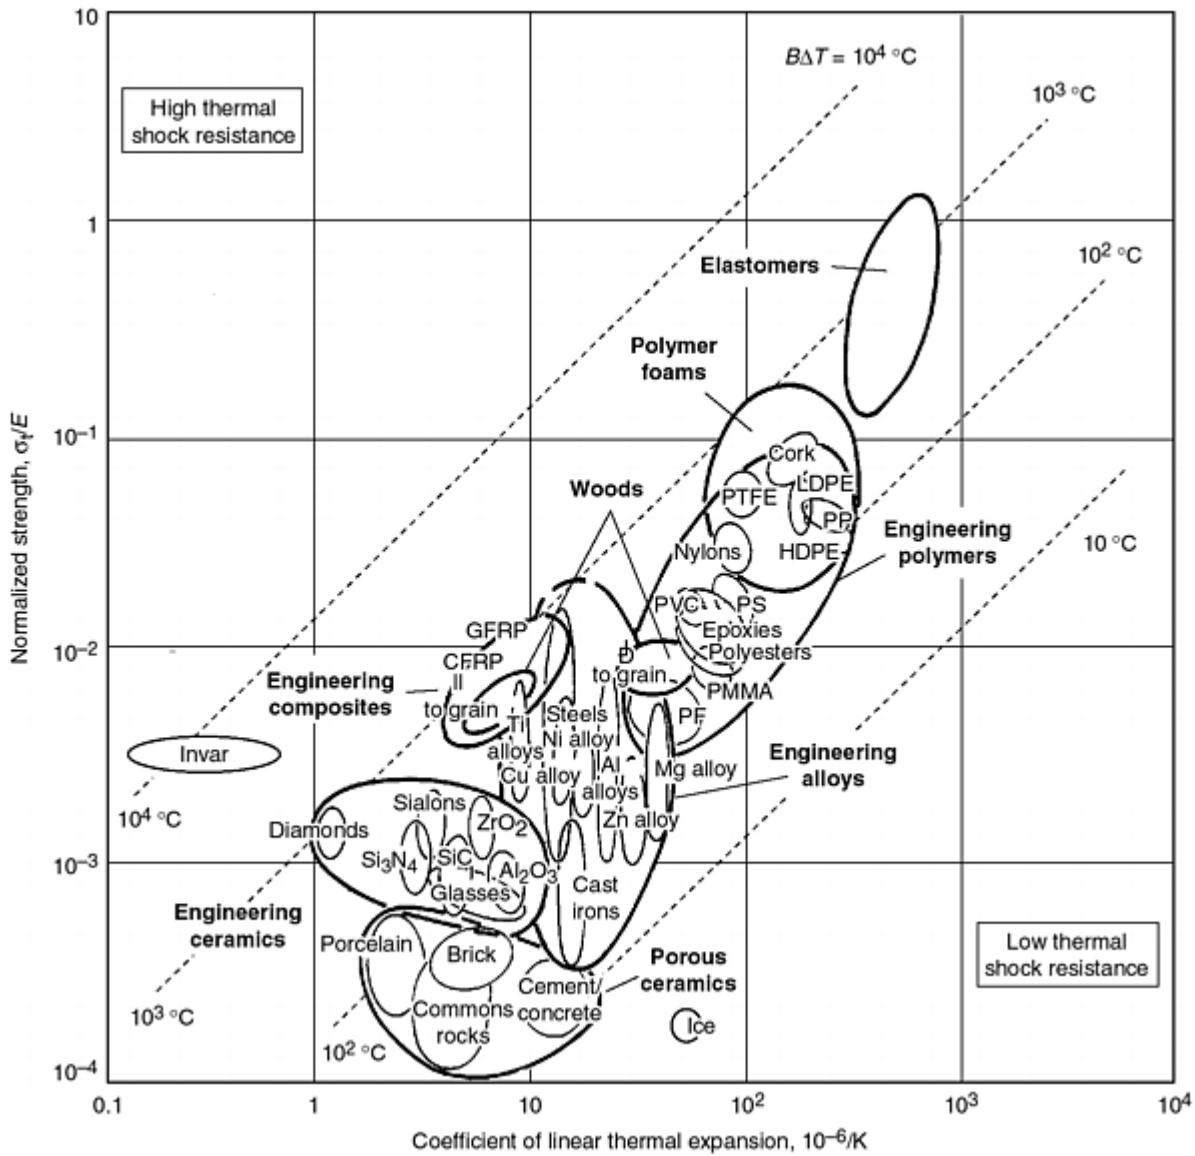 10
BΔT = 10⁴ °C
10³ °C
High thermal
shock resistance
1
10² °C
Elastomers
Polymer
foams
10⁻¹
Cork
LDPE
PTFE
Woods
PP
Engineering
polymers
10 °C
Nylons
HDPE
PVC
PS
GFRP
Epoxies
10⁻²
Polyesters
CFRP
II
to grain
D
to grain
PMMA
Engineering
composites
Ti
alloys
Steels
Ni alloy
PF
Invar
Cu alloy
Al
alloys
Mg alloy
Engineering
alloys
10⁴ °C
Sialons
ZrO₂
Zn alloy
Diamonds
Si₃N₄
SiC
Al₂O₃
10⁻³
Glasses
Cast
irons
Engineering
ceramics
Porcelain
Brick
Porous
ceramics
Low thermal
shock resistance
Cement/
concrete
Commons
rocks
Ice
10³ °C
10² °C
10⁻⁴
Normalized strength, σₜ/E
0.1
1
10
10²
10³
10⁴
Coefficient of linear thermal expansion, 10⁻⁶/K